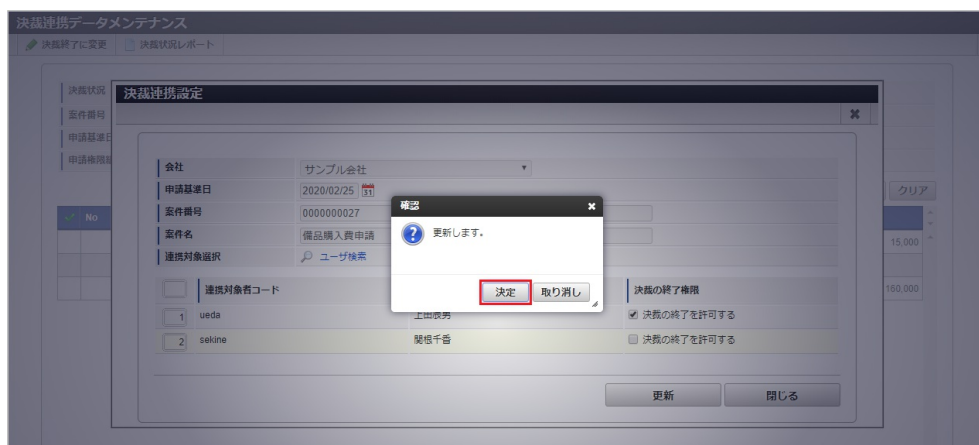 決裁連携データメンテナンス
決裁終了に変更 決裁状況レポート
決裁状況
案件番号
申請基準日
申請権限
クリア
No
15,000
160,000
決裁連携設定
会社 サンプル会社
申請基準日 2020/02/25 31
案件番号 0000000027
案件名 備品購入費申請
連携対象選択 ユーザ検索
連携対象者コード 決裁の終了権限
1 ueda 上田辰男 決裁の終了を許可する
2 sekine 関根千香 決裁の終了を許可する
更新 閉じる
確認
更新します。
決定 取り消し